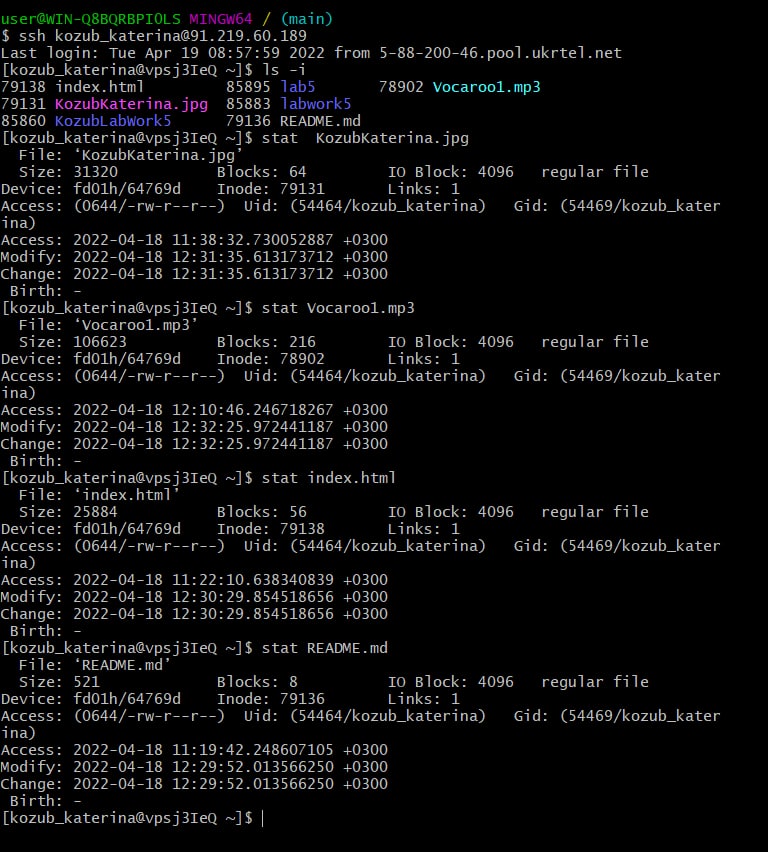 user@WIN-Q8BQRBPIOLS MINGW64 / (main)
$ ssh kozub_katerina@91.219.60.189
Last login: Tue Apr 19 08:57:59 2022 from 5-88-200-46.pool.ukrtel.net
[kozub_katerina@vpsj3IeQ ~]$ ls -i
79138 index.html         85895 lab5       78902 Vocaroo1.mp3
79131 KozubKaterina.jpg  85883 labwork5
85860 KozubLabWork5      79136 README.md
[kozub_katerina@vpsj3IeQ ~]$ stat  KozubKaterina.jpg
  File: ‘KozubKaterina.jpg’
  Size: 31320           Blocks: 64         IO Block: 4096   regular file
Device: fd01h/64769d    Inode: 79131       Links: 1
Access: (0644/-rw-r--r--)  Uid: (54464/kozub_katerina)   Gid: (54469/kozub_kater
ina)
Access: 2022-04-18 11:38:32.730052887 +0300
Modify: 2022-04-18 12:31:35.613173712 +0300
Change: 2022-04-18 12:31:35.613173712 +0300
 Birth: -
[kozub_katerina@vpsj3IeQ ~]$ stat Vocaroo1.mp3
  File: ‘Vocaroo1.mp3’
  Size: 106623          Blocks: 216        IO Block: 4096   regular file
Device: fd01h/64769d    Inode: 78902       Links: 1
Access: (0644/-rw-r--r--)  Uid: (54464/kozub_katerina)   Gid: (54469/kozub_kater
ina)
Access: 2022-04-18 12:10:46.246718267 +0300
Modify: 2022-04-18 12:32:25.972441187 +0300
Change: 2022-04-18 12:32:25.972441187 +0300
 Birth: -
[kozub_katerina@vpsj3IeQ ~]$ stat index.html
  File: ‘index.html’
  Size: 25884           Blocks: 56         IO Block: 4096   regular file
Device: fd01h/64769d    Inode: 79138       Links: 1
Access: (0644/-rw-r--r--)  Uid: (54464/kozub_katerina)   Gid: (54469/kozub_kater
ina)
Access: 2022-04-18 11:22:10.638340839 +0300
Modify: 2022-04-18 12:30:29.854518656 +0300
Change: 2022-04-18 12:30:29.854518656 +0300
 Birth: -
[kozub_katerina@vpsj3IeQ ~]$ stat README.md
  File: ‘README.md’
  Size: 521             Blocks: 8          IO Block: 4096   regular file
Device: fd01h/64769d    Inode: 79136       Links: 1
Access: (0644/-rw-r--r--)  Uid: (54464/kozub_katerina)   Gid: (54469/kozub_kater
ina)
Access: 2022-04-18 11:19:42.248607105 +0300
Modify: 2022-04-18 12:29:52.013566250 +0300
Change: 2022-04-18 12:29:52.013566250 +0300
 Birth: -
[kozub_katerina@vpsj3IeQ ~]$